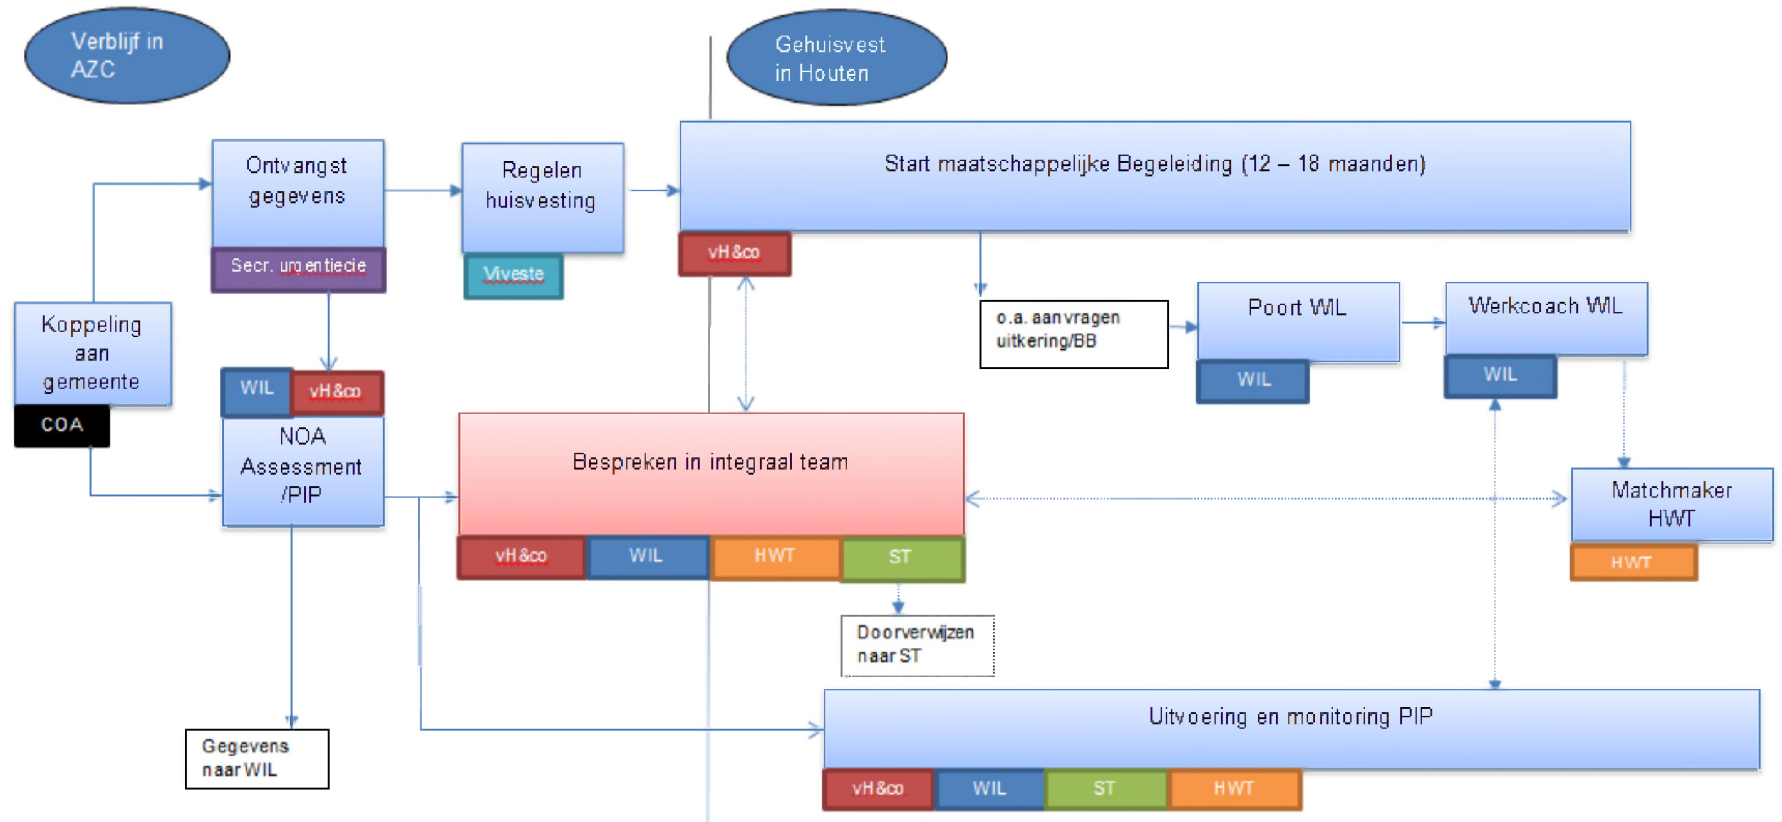 Verblijf in
AZC
Gehuisvest
in Houten
Ontvangst
gegevens
Secr. urgentiecie
Regelen
huisvesting
Viveste
Start maatschappelijke Begeleiding (12 – 18 maanden)
vH&co
Koppeling
aan
gemeente
COA
o.a. aanvragen
uitkering/BB
Poort WIL
WIL
Werkcoach WIL
WIL
WIL
vH&co
NOA
Assessment
/PIP
Bespreken in integraal team
vH&co
WIL
HWT
ST
Matchmaker
HWT
HWT
Doorverwijzen
naar ST
Gegevens
naar WIL
Uitvoering en monitoring PIP
vH&co
WIL
ST
HWT